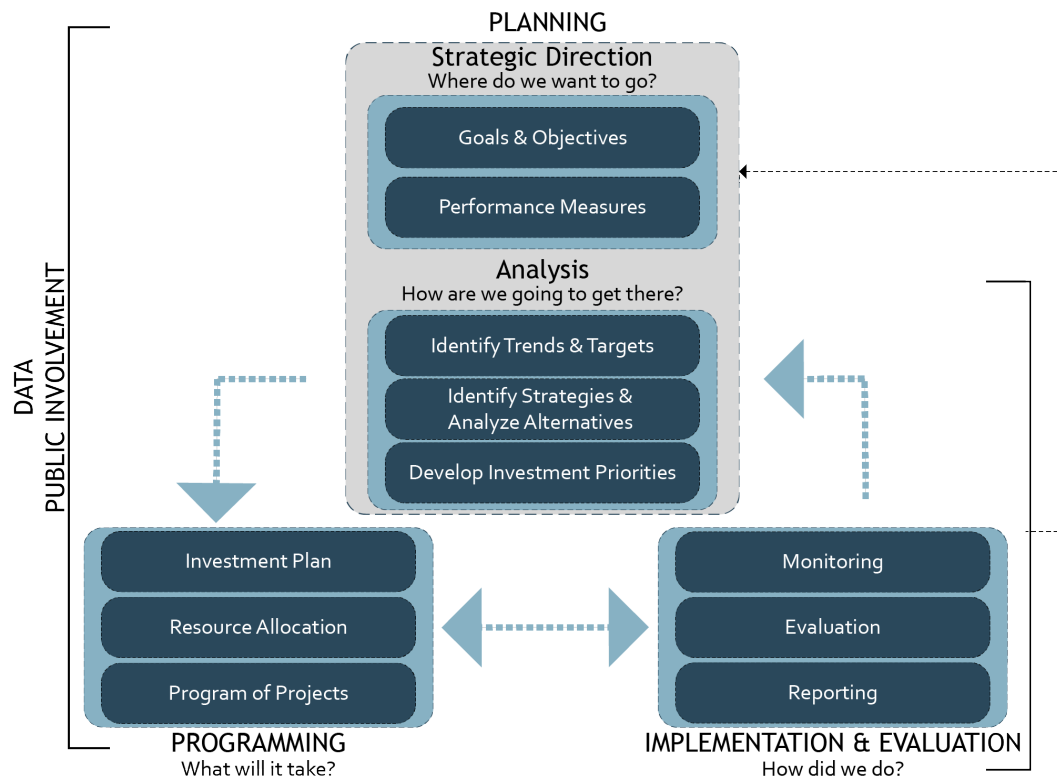 PLANNING
Strategic Direction
Where do we want to go?
Goals & Objectives
Performance Measures
Analysis
How are we going to get there?
Identify Trends & Targets
Identify Strategies &
Analyze Alternatives
Develop Investment Priorities
DATA
PUBLIC INVOLVEMENT
Investment Plan
Resource Allocation
Program of Projects
PROGRAMMING
What will it take?
Monitoring
Evaluation
Reporting
IMPLEMENTATION & EVALUATION
How did we do?